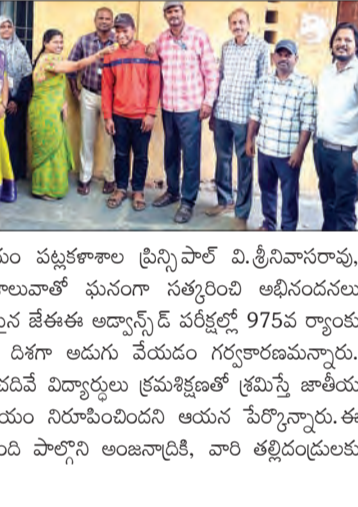 యం పట్లకళాశాల ప్రిన్సిపాల్ వి.శ్రీనివాసరావు,
ాలువాతో ఘనంగా సత్కరించి అభినందనలు
మైన జేఈఈ అడ్వాన్స్‌డ్ పరీక్షల్లో 975వ ర్యాంకు
దిశగా అడుగు వేయడం గర్వకారణమన్నారు.
చదివే విద్యార్థులు క్రమశిక్షణతో శ్రమిస్తే జాతీయ
యం నిరూపించిందని ఆయన పేర్కొన్నారు. ఈ
ంది పాల్గొని అంజనాద్రికి, వారి తల్లిదండ్రులకు